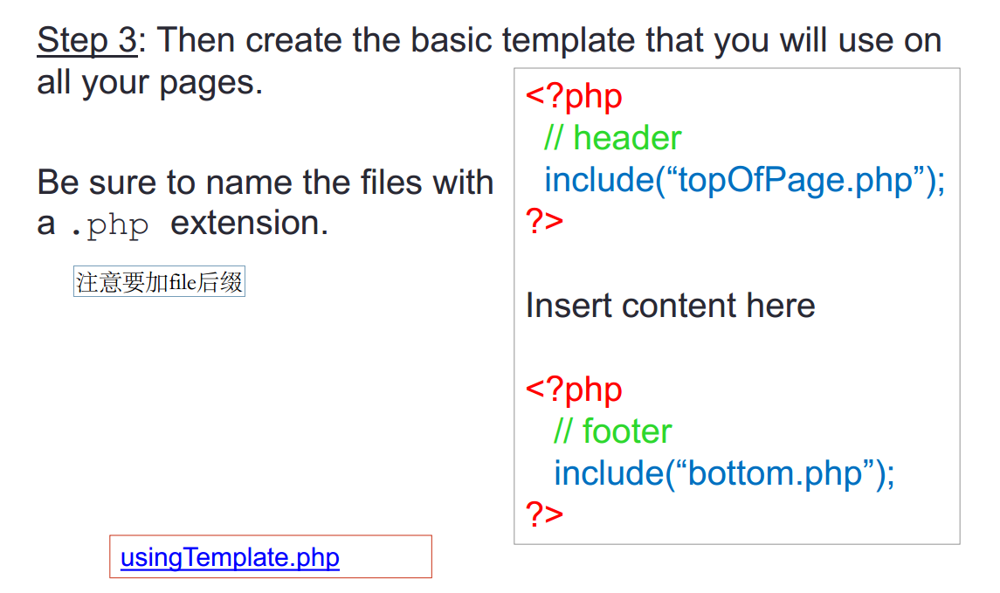 Step 3: Then create the basic template that you will use on
all your pages.
Be sure to name the files with
a .php extension.
注意要加file后缀
<?php
// header
include(“topOfPage.php”);
?>
Insert content here
<?php
// footer
include(“bottom.php”);
?>
usingTemplate.php